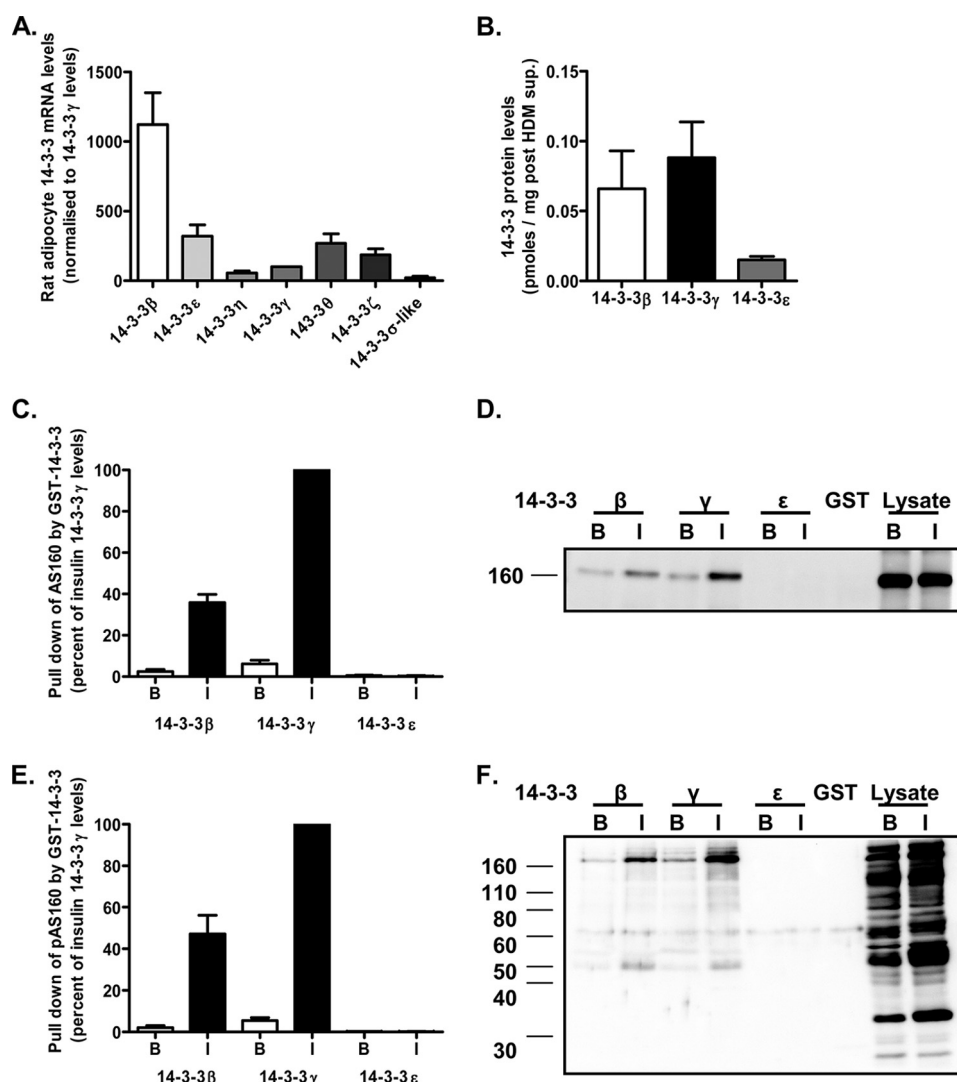 A.
Rat adipocyte 14-3-3 mRNA levels
(normalised to 14-3-3γ levels)
1500
1000
500
0
14-3-3β
14-3-3ε
14-3-3η
14-3-3γ
143-3θ
14-3-3ζ
14-3-3σ-like
B.
14-3-3 protein levels
(pmoles / mg post HDM sup.)
0.15
0.10
0.05
0.00
14-3-3β
14-3-3γ
14-3-3ε
C.
Pull down of AS160 by GST-14-3-3
(percent of insulin 14-3-3γ levels)
100
80
60
40
20
0
B I B I B I
14-3-3β 14-3-3γ 14-3-3ε
D.
14-3-3 β γ ε GST Lysate
B I B I B I B I
160
E.
Pull down of pAS160 by GST-14-3-3
(percent of insulin 14-3-3γ levels)
100
80
60
40
20
0
B I B I B I
14-3-3β 14-3-3γ 14-3-3ε
F.
14-3-3 β γ ε GST Lysate
B I B I B I B I
160
110
80
60
50
40
30